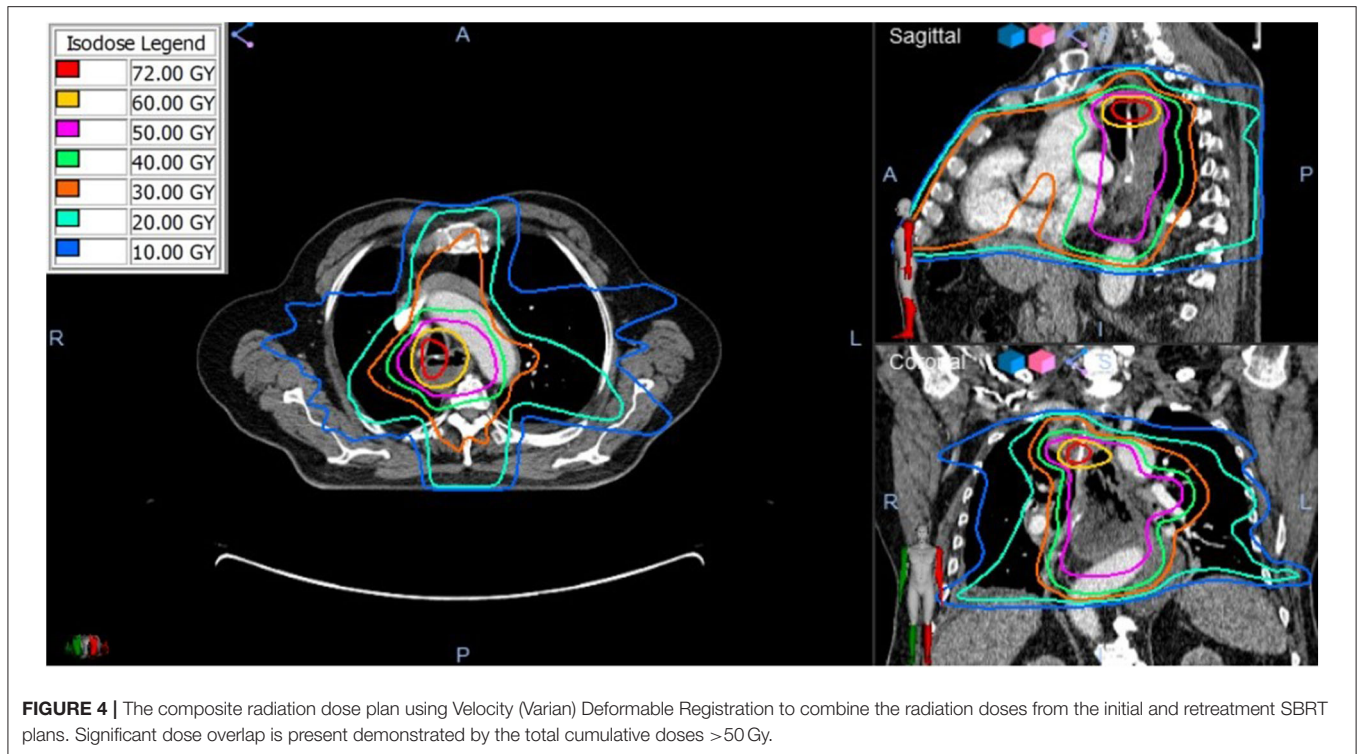 Isodose Legend
72.00 GY
60.00 GY
50.00 GY
40.00 GY
30.00 GY
20.00 GY
10.00 GY
A
R
L
P
Sagittal
S
A
P
I
Coronal
S
R
L
FIGURE 4 | The composite radiation dose plan using Velocity (Varian) Deformable Registration to combine the radiation doses from the initial and retreatment SBRT
plans. Significant dose overlap is present demonstrated by the total cumulative doses >50 Gy.